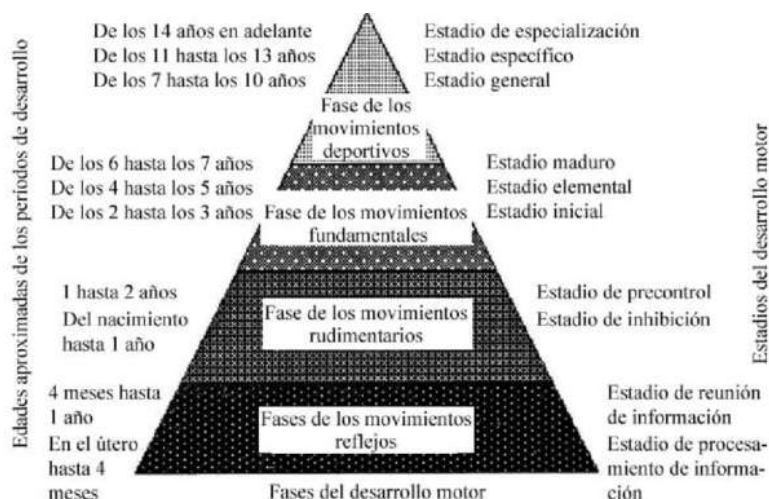 De los 14 años en adelante
Estadio de especialización
De los 11 hasta los 13 años
Estadio específico
De los 7 hasta los 10 años
Estadio general
Fase de los
movimientos
deportivos
De los 6 hasta los 7 años
Estadio maduro
De los 4 hasta los 5 años
Estadio elemental
De los 2 hasta los 3 años
Estadio inicial
Fase de los movimientos
fundamentales
1 hasta 2 años
Estadio de precontrol
Del nacimiento
hasta 1 año
Estadio de inhibición
Fase de los movimientos
rudimentarios
4 meses hasta
1 año
Estadio de reunión
de información
Fases de los movimientos
reflejos
En el útero
hasta 4
meses
Estadio de procesa-
miento de informa-
ción
Fases del desarrollo motor
Edades aproximadas de los periodos de desarrollo
Estadios del desarrollo motor